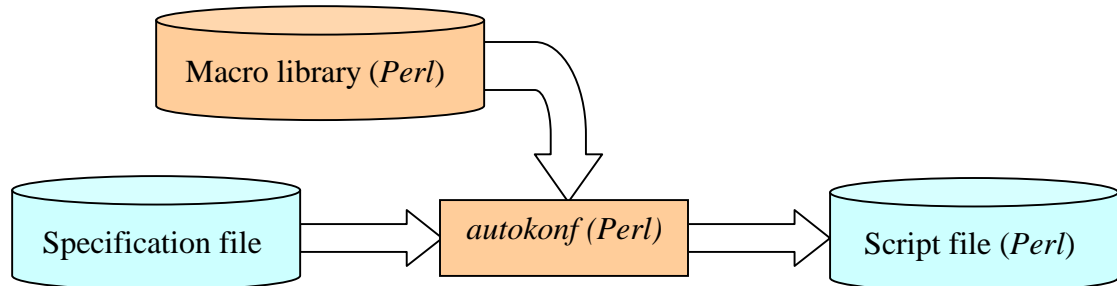 Macro library (Perl)
Specification file
autokonf (Perl)
Script file (Perl)